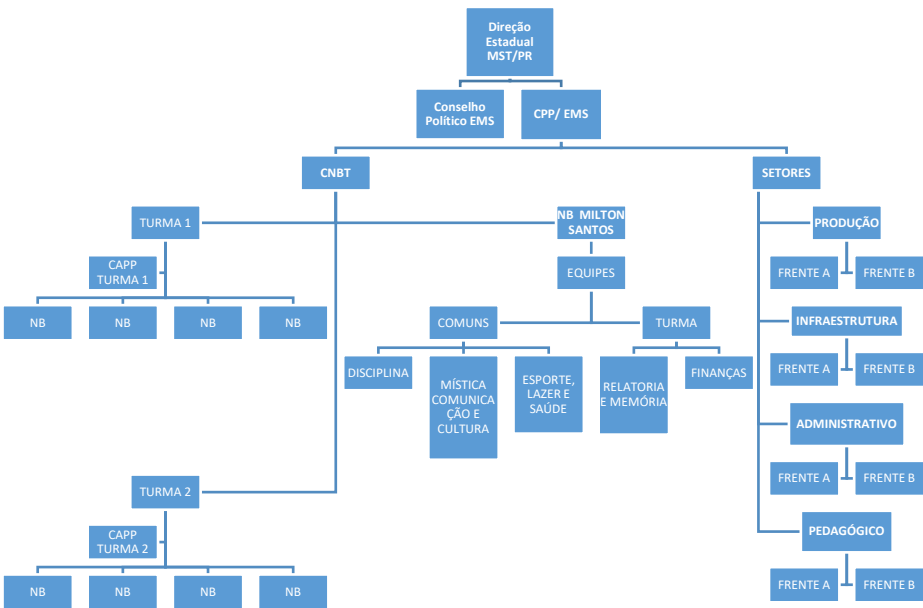 Direção
Estadual
MST/PR
Conselho
Político EMS
CPP/ EMS
CNBT
SETORES
TURMA 1
NB MILTON
SANTOS
PRODUÇÃO
CAPP
TURMA 1
EQUIPES
FRENTE A
FRENTE B
NB
NB
NB
NB
COMUNS
TURMA
INFRAESTRUTURA
DISCIPLINA
MÍSTICA
COMUNICA
ÇÃO E
CULTURA
ESPORTE,
LAZER E
SAÚDE
RELATORIA
E MEMÓRIA
FINANÇAS
FRENTE A
FRENTE B
ADMINISTRATIVO
FRENTE A
FRENTE B
TURMA 2
CAPP
TURMA 2
PEDAGÓGICO
NB
NB
NB
NB
FRENTE A
FRENTE B